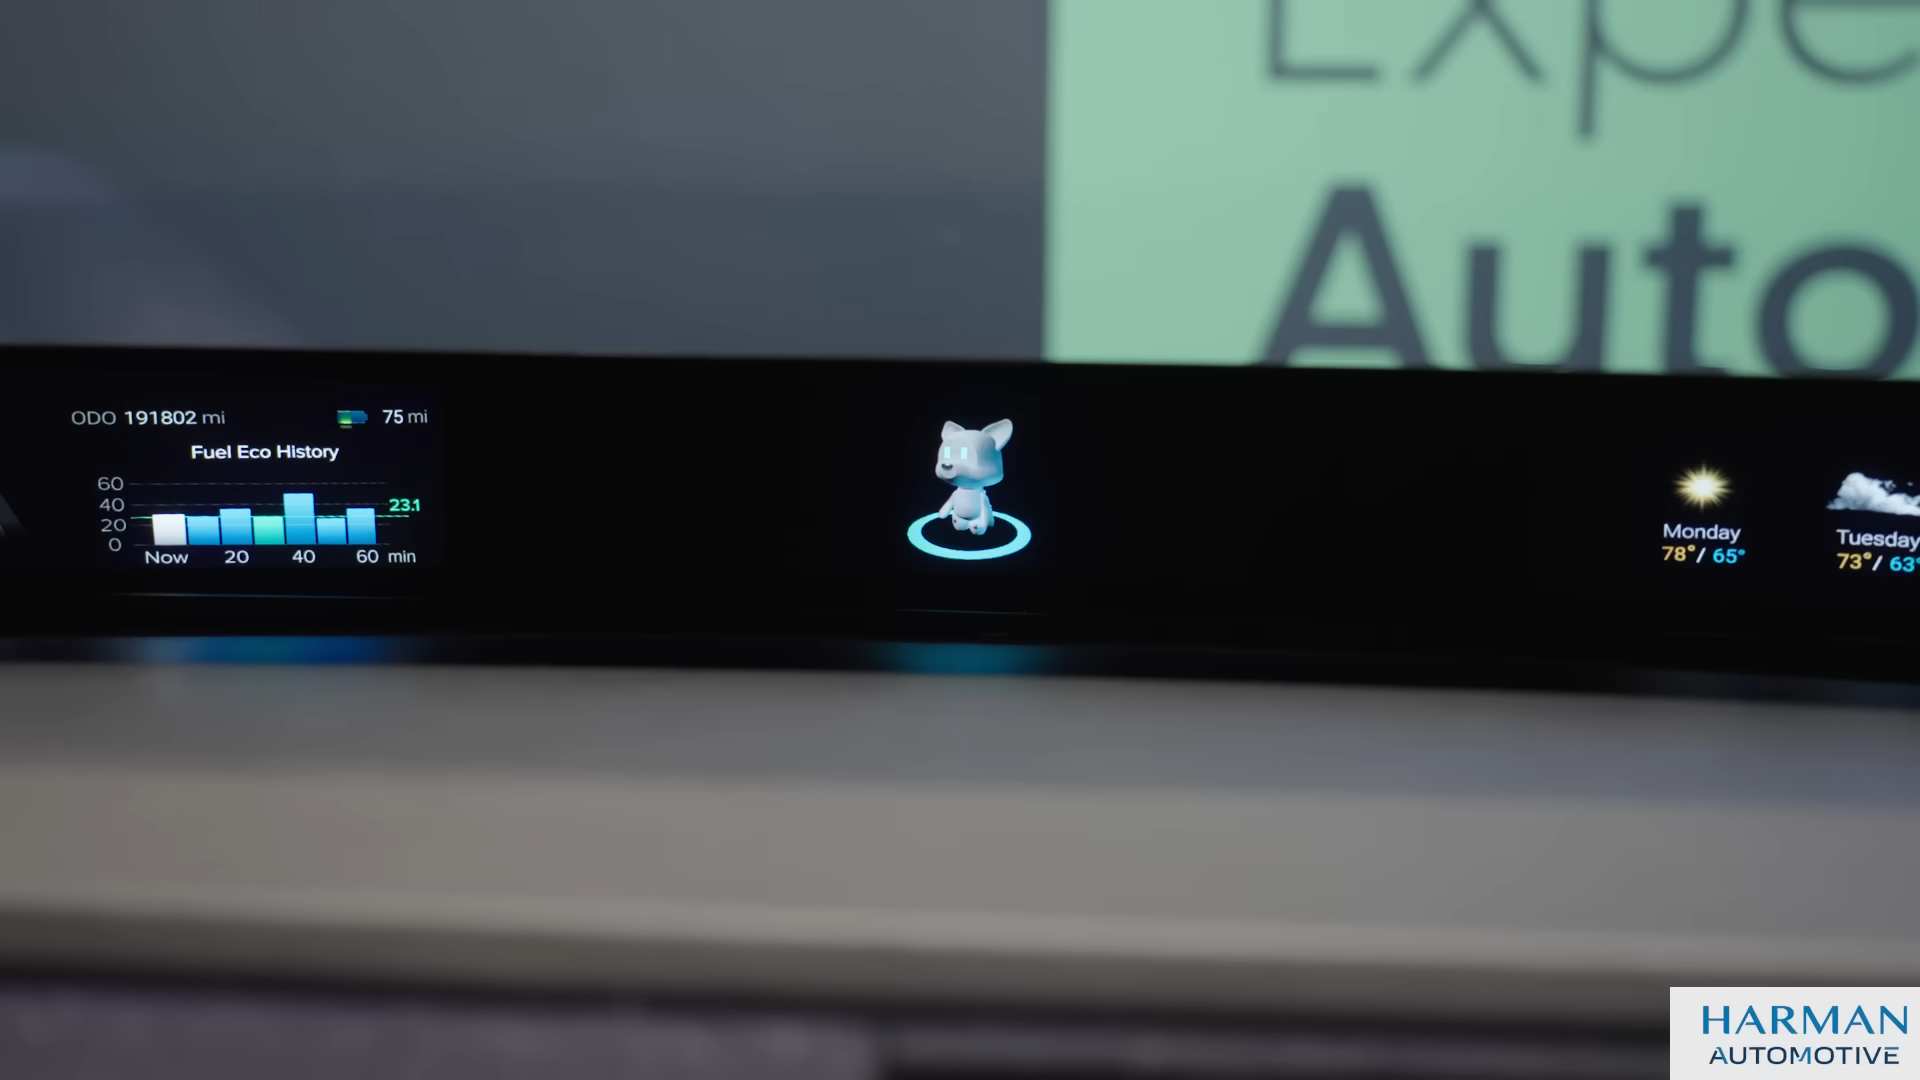 Expe
Auto
ODO 191802 mi
75 mi
Fuel Eco History
60
40
20
0
23.1
Now 20 40 60 min
Monday
78°/ 65°
Tuesday
73°/ 63°
HARMAN
AUTOMOTIVE